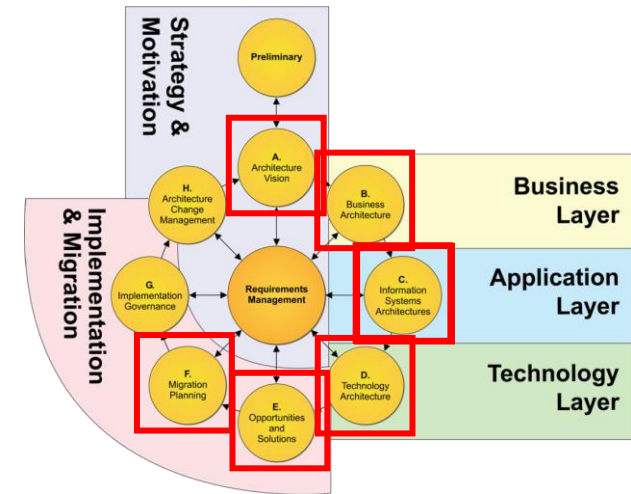 Strategy &
Motivation
Preliminary
A.
Architecture
Vision
H.
Architecture
Change
Management
B.
Business
Architecture
Business
Layer
Implementation
& Migration
G.
Implementation
Governance
Requirements
Management
C.
Information
Systems
Architectures
Application
Layer
F.
Migration
Planning
E.
Opportunities
and
Solutions
D.
Technology
Architecture
Technology
Layer